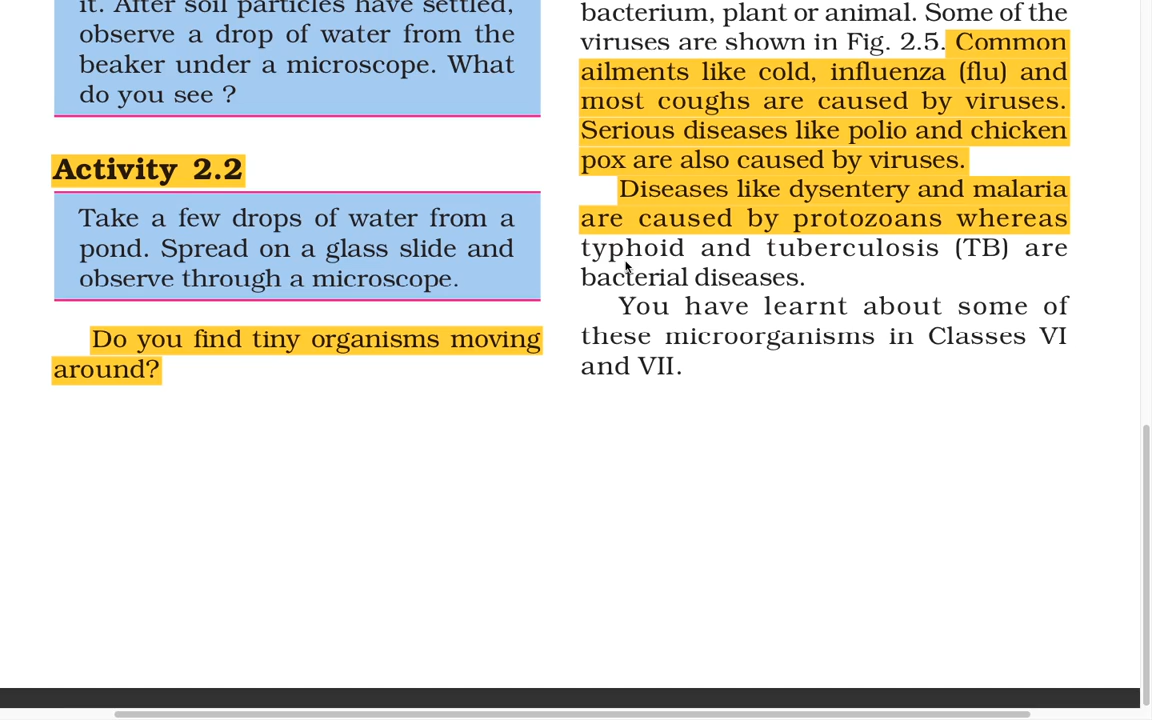 it. After soil particles have settled,
observe a drop of water from the
beaker under a microscope. What
do you see ?
Activity 2.2
Take a few drops of water from a
pond. Spread on a glass slide and
observe through a microscope.
Do you find tiny organisms moving
around?
bacterium, plant or animal. Some of the
viruses are shown in Fig. 2.5. Common
ailments like cold, influenza (flu) and
most coughs are caused by viruses.
Serious diseases like polio and chicken
pox are also caused by viruses.
Diseases like dysentery and malaria
are caused by protozoans whereas
typhoid and tuberculosis (TB) are
bacterial diseases.
You have learnt about some of
these microorganisms in Classes VI
and VII.